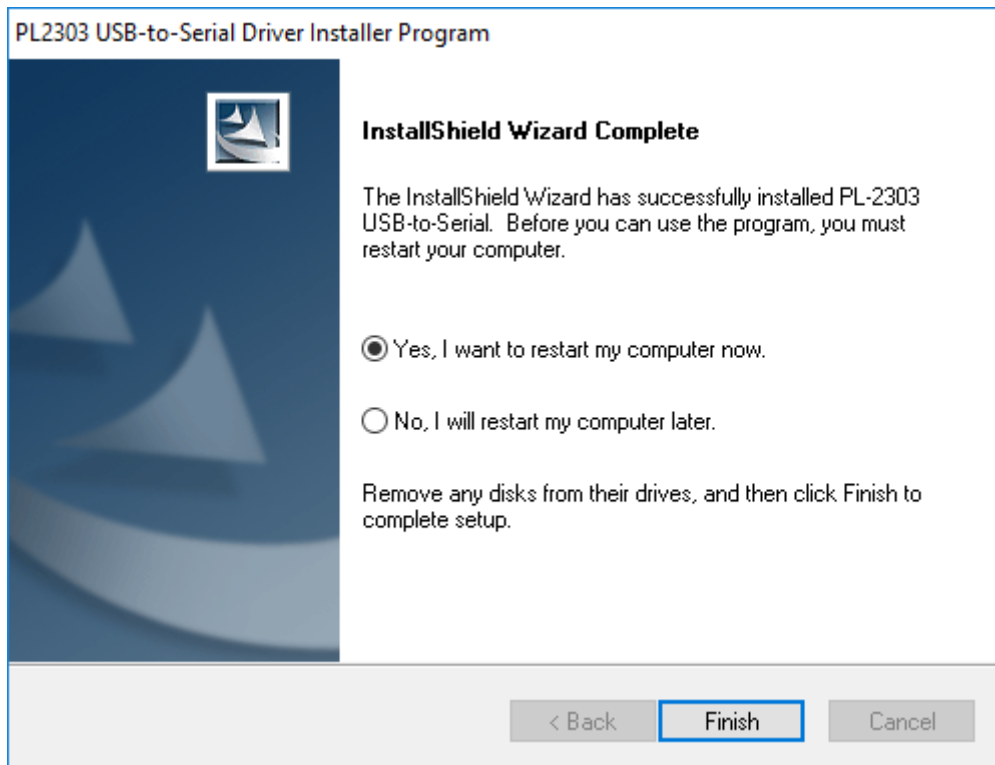 PL2303 USB-to-Serial Driver Installer Program
InstallShield Wizard Complete
The InstallShield Wizard has successfully installed PL-2303
USB-to-Serial.  Before you can use the program, you must
restart your computer.
Yes, I want to restart my computer now.
No, I will restart my computer later.
Remove any disks from their drives, and then click Finish to
complete setup.
< Back
Finish
Cancel